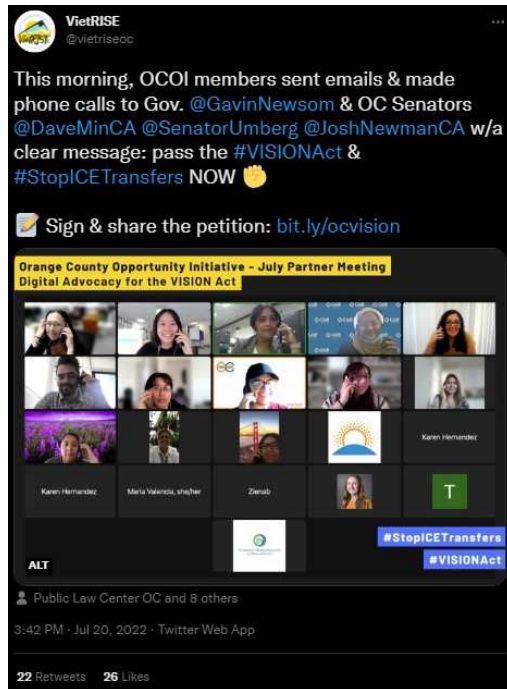 VietRISE
@vietriseoc
This morning, OCOI members sent emails & made
phone calls to Gov. @GavinNewsom & OC Senators
@DaveMinCA @SenatorUmberg @JoshNewmanCA w/a
clear message: pass the #VISIONAct &
#StopICETransfers NOW ✊
📝 Sign & share the petition: bit.ly/ocvision
Orange County Opportunity Initiative - July Partner Meeting
Digital Advocacy for the VISION Act
Karen Hernandez
Karen Hernandez
Maria Valencia, she/her
Zienab
T
#StopICETransfers
#VISIONAct
ALT
Public Law Center OC and 8 others
3:42 PM · Jul 20, 2022 · Twitter Web App
22 Retweets 26 Likes